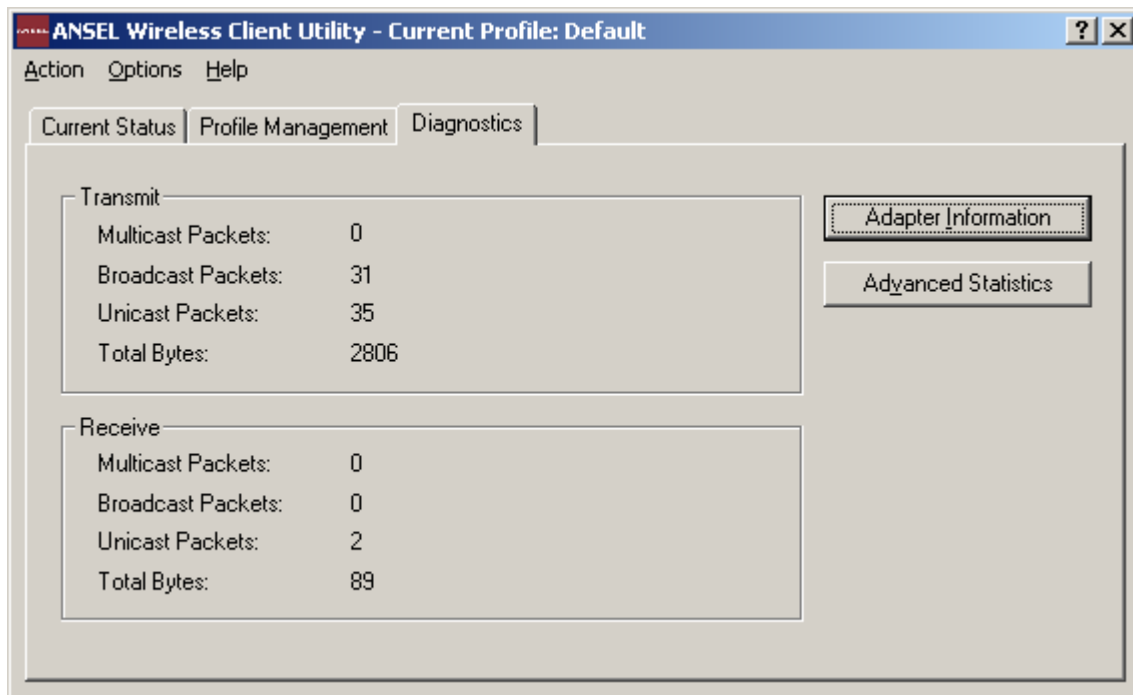 ANSEL Wireless Client Utility - Current Profile: Default
Action Options Help
Current Status Profile Management Diagnostics
Transmit
Multicast Packets: 0
Broadcast Packets: 31
Unicast Packets: 35
Total Bytes: 2806
Adapter Information
Advanced Statistics
Receive
Multicast Packets: 0
Broadcast Packets: 0
Unicast Packets: 2
Total Bytes: 89